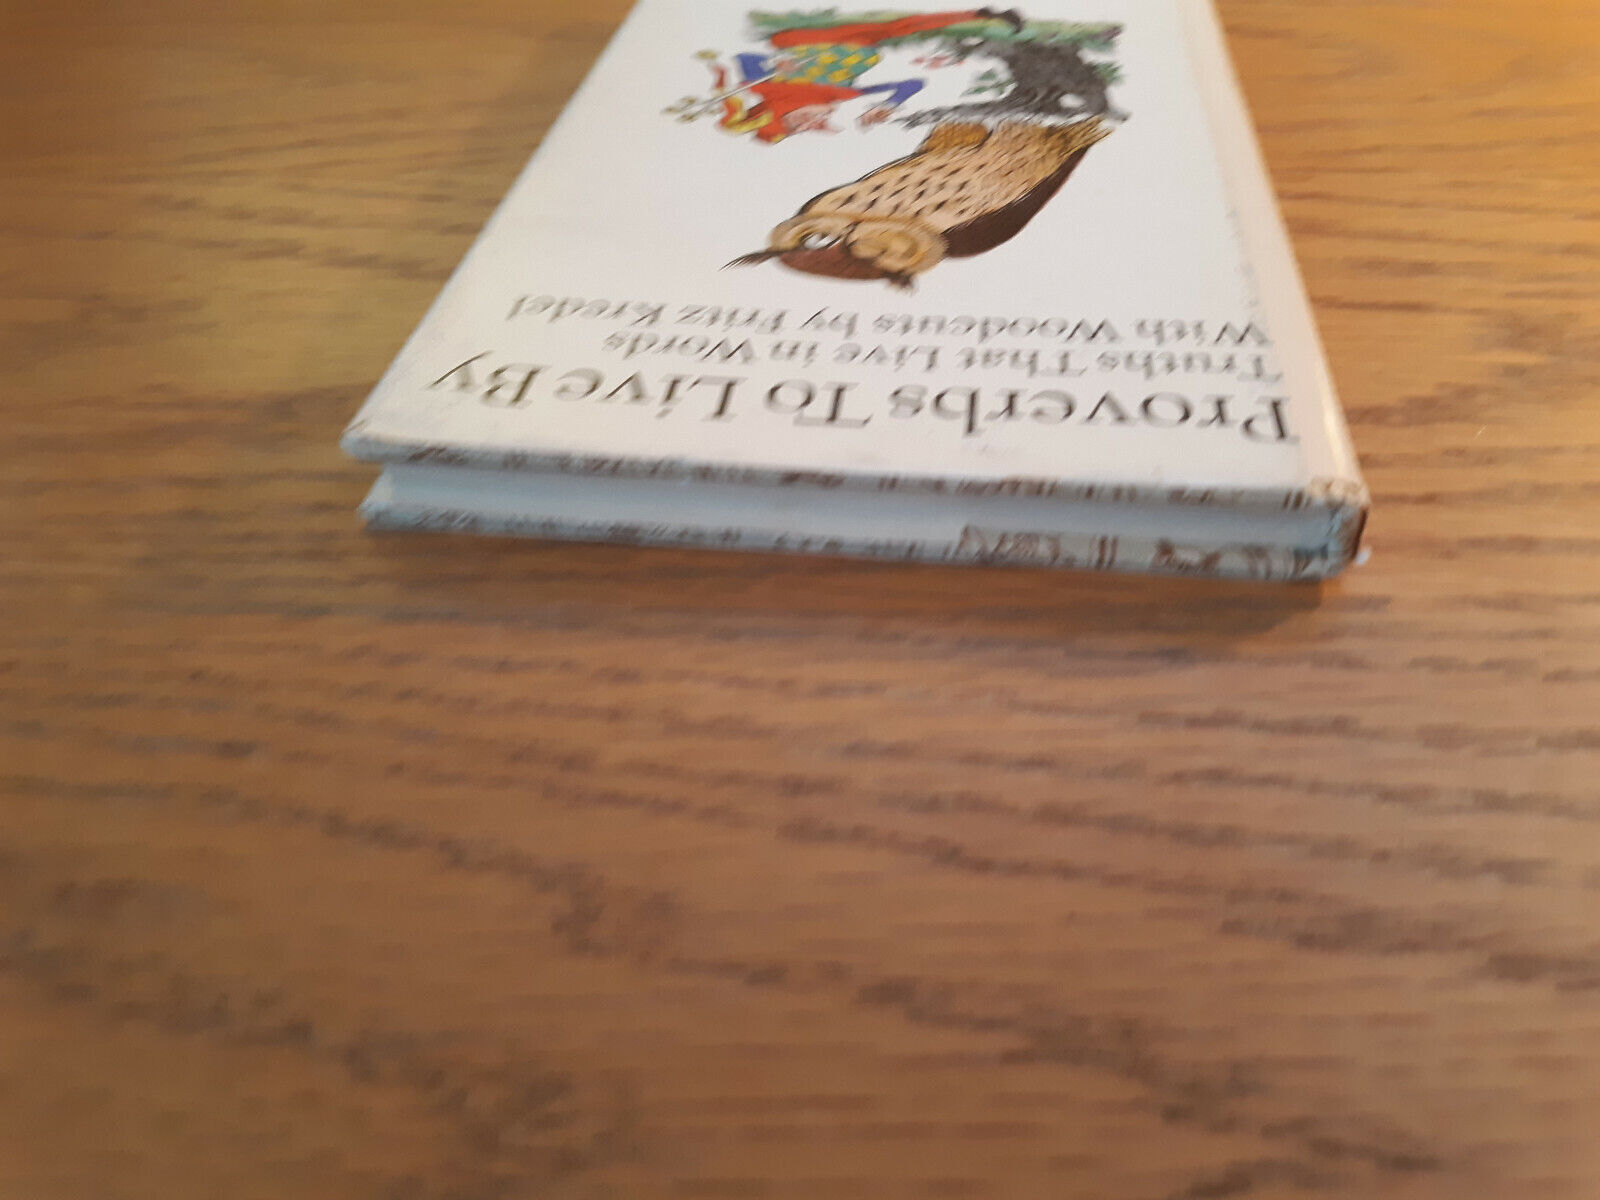 Proverbs To Live By
Truths That Live in Words
With Woodcuts by Fritz Kredel